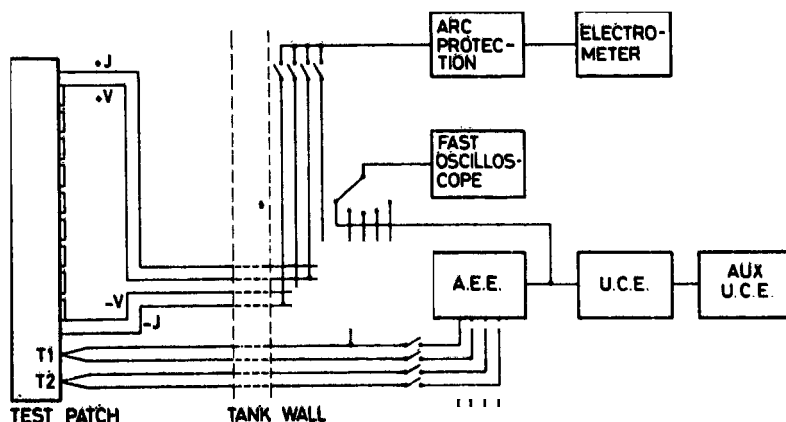 ARC
PROTEC-
TION
ELECTRO-
METER
+J
+V
FAST
OSCILLOS-
COPE
A.E.E.
U.C.E.
AUX
U.C.E.
-V
-J
T1
T2
TEST PATCH
TANK WALL